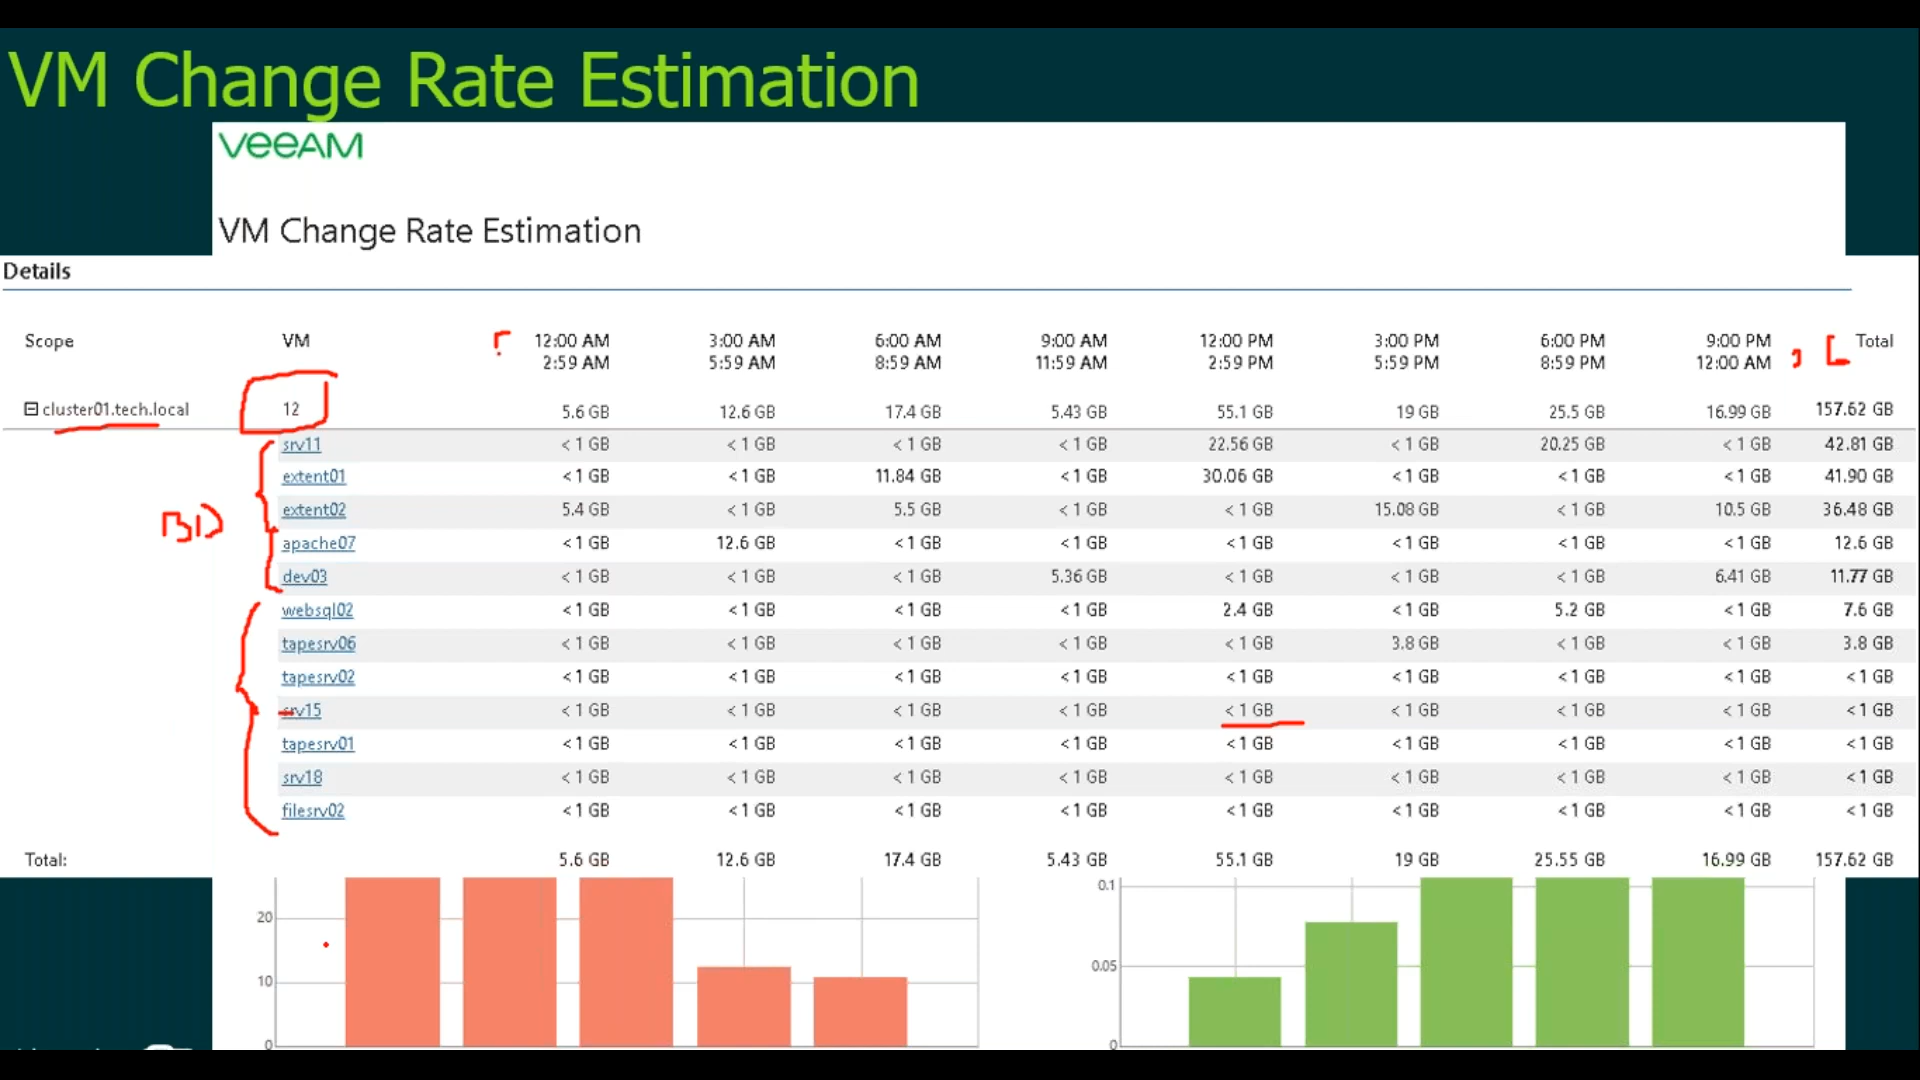 VM Change Rate Estimation
veeAM
VM Change Rate Estimation
Details
Scope VM 12:00 AM 3:00 AM 6:00 AM 9:00 AM 12:00 PM 3:00 PM 6:00 PM 9:00 PM Total
2:59 AM 5:59 AM 8:59 AM 11:59 AM 2:59 PM 5:59 PM 8:59 PM 12:00 AM
cluster01.tech.local 12 5.6 GB 12.6 GB 17.4 GB 5.43 GB 55.1 GB 19 GB 25.5 GB 16.99 GB 157.62 GB
srv11 < 1 GB < 1 GB < 1 GB < 1 GB 22.56 GB < 1 GB 20.25 GB < 1 GB 42.81 GB
extent01 < 1 GB < 1 GB 11.84 GB < 1 GB 30.06 GB < 1 GB < 1 GB < 1 GB 41.90 GB
BD
extent02 5.4 GB < 1 GB 5.5 GB < 1 GB < 1 GB 15.08 GB < 1 GB 10.5 GB 36.48 GB
apache07 < 1 GB 12.6 GB < 1 GB < 1 GB < 1 GB < 1 GB < 1 GB < 1 GB 12.6 GB
dev03 < 1 GB < 1 GB < 1 GB 5.36 GB < 1 GB < 1 GB < 1 GB 6.41 GB 11.77 GB
websql02 < 1 GB < 1 GB < 1 GB < 1 GB 2.4 GB < 1 GB 5.2 GB < 1 GB 7.6 GB
tapesrv06 < 1 GB < 1 GB < 1 GB < 1 GB < 1 GB 3.8 GB < 1 GB < 1 GB 3.8 GB
tapesrv02 < 1 GB < 1 GB < 1 GB < 1 GB < 1 GB < 1 GB < 1 GB < 1 GB < 1 GB
srv15 < 1 GB < 1 GB < 1 GB < 1 GB < 1 GB < 1 GB < 1 GB < 1 GB < 1 GB
tapesrv01 < 1 GB < 1 GB < 1 GB < 1 GB < 1 GB < 1 GB < 1 GB < 1 GB < 1 GB
srv18 < 1 GB < 1 GB < 1 GB < 1 GB < 1 GB < 1 GB < 1 GB < 1 GB < 1 GB
filesrv02 < 1 GB < 1 GB < 1 GB < 1 GB < 1 GB < 1 GB < 1 GB < 1 GB < 1 GB
Total: 5.6 GB 12.6 GB 17.4 GB 5.43 GB 55.1 GB 19 GB 25.55 GB 16.99 GB 157.62 GB
20
10
0
0.1
0.05
0